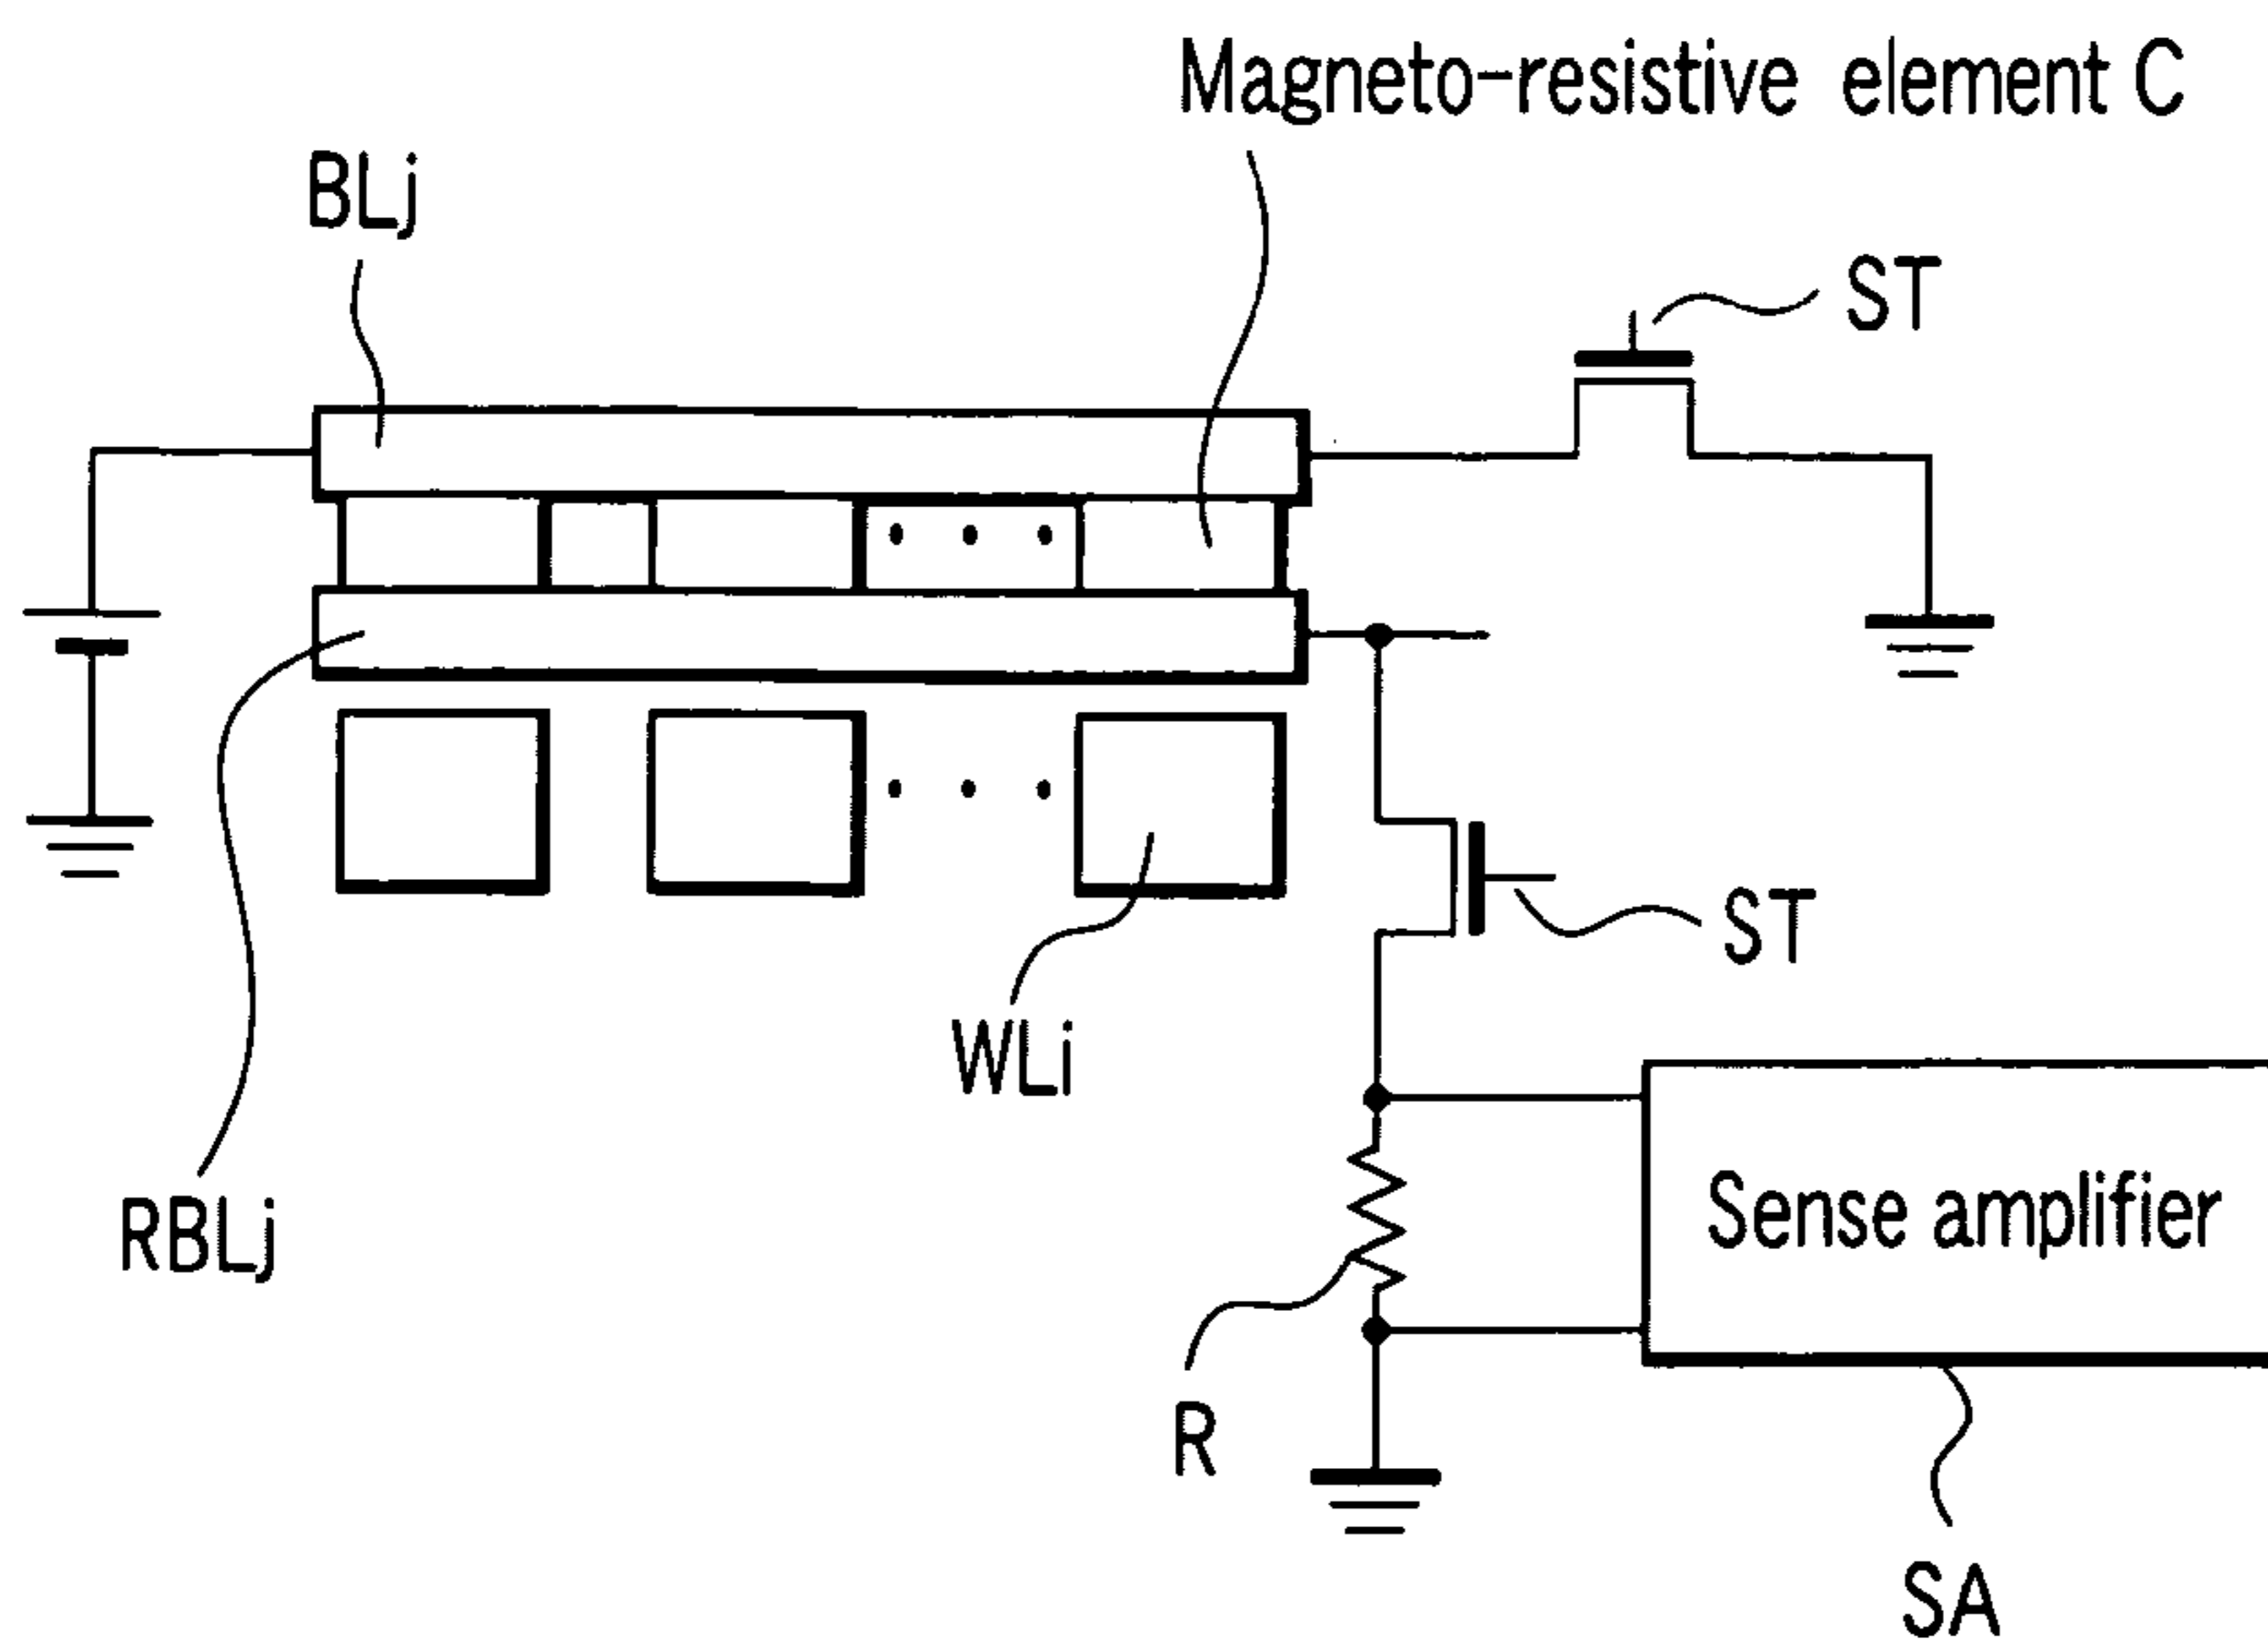 Magneto-resistive element C
BLj
ST
ST
WLi
RBLj
Sense amplifier
R
SA